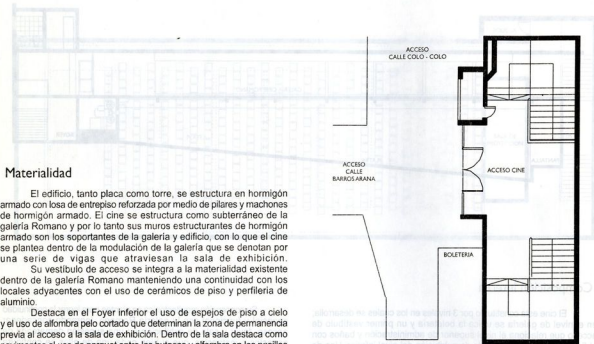 ACCESO
CALLE COLO - COLO
Materialidad
ACCESO
CALLE
BARROS ARANA
ACCESO CINE
El edificio, tanto placa como torre, se estructura en hormigón
armado con losa de entrepiso reforzada por medio de pilares y machones
de hormigón armado. El cine se estructura como subterráneo de la
galería Romano y por lo tanto sus muros estructurantes de hormigón
armado son los soportantes de la galería y edificio, con lo que el cine
se plantea dentro de la modulación de la galería que se denotan por
una serie de vigas que atraviesan la sala de exhibición.
Su vestíbulo de acceso se integra a la materialidad existente
dentro de la galería Romano manteniendo una continuidad con los
locales adyacentes con el uso de cerámicos de piso y perfilería de
aluminio.
BOLETERIA
Destaca en el Foyer inferior el uso de espejos de piso a cielo
y el uso de alfombra pelo cortado que determinan la zona de permanencia
previa al acceso a la sala de exhibición. Dentro de la sala destaca como